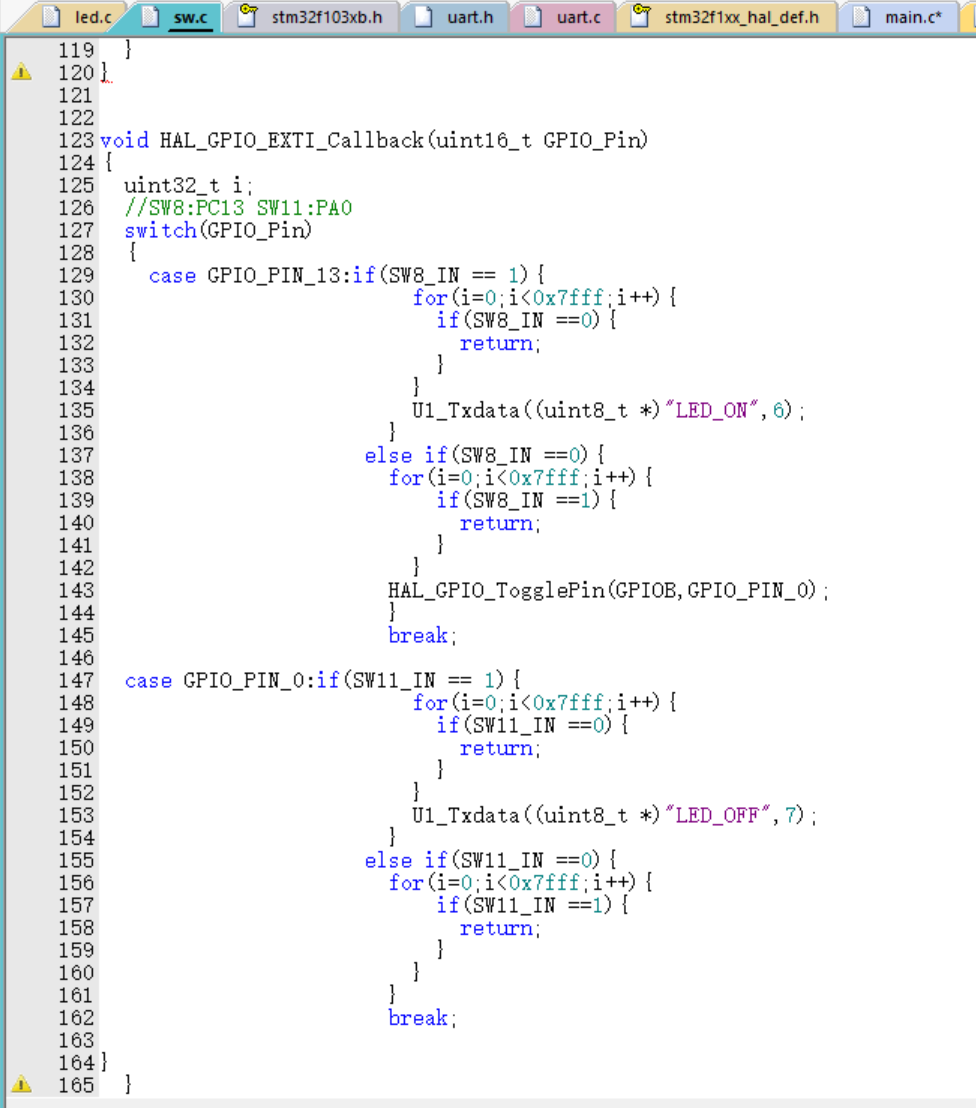 led.c sw.c stm32f103xb.h uart.h uart.c stm32f1xx_hal_def.h main.c*
119   }
120 }
121
122
123 void HAL_GPIO_EXTI_Callback(uint16_t GPIO_Pin)
124 {
125   uint32_t i;
126   //SW8:PC13 SW11:PA0
127   switch(GPIO_Pin)
128   {
129     case GPIO_PIN_13:if(SW8_IN == 1){
130                           for(i=0;i<0x7fff;i++){
131                             if(SW8_IN ==0){
132                               return;
133                             }
134                           }
135                           U1_Txdata((uint8_t *)"LED_ON",6);
136                         }
137                       else if(SW8_IN ==0){
138                         for(i=0;i<0x7fff;i++){
139                             if(SW8_IN ==1){
140                               return;
141                             }
142                           }
143                         HAL_GPIO_TogglePin(GPIOB,GPIO_PIN_0);
144                         }
145                         break;
146
147   case GPIO_PIN_0:if(SW11_IN == 1){
148                           for(i=0;i<0x7fff;i++){
149                             if(SW11_IN ==0){
150                               return;
151                             }
152                           }
153                           U1_Txdata((uint8_t *)"LED_OFF",7);
154                         }
155                       else if(SW11_IN ==0){
156                         for(i=0;i<0x7fff;i++){
157                             if(SW11_IN ==1){
158                               return;
159                             }
160                           }
161                         }
162                         break;
163
164 }
165   }